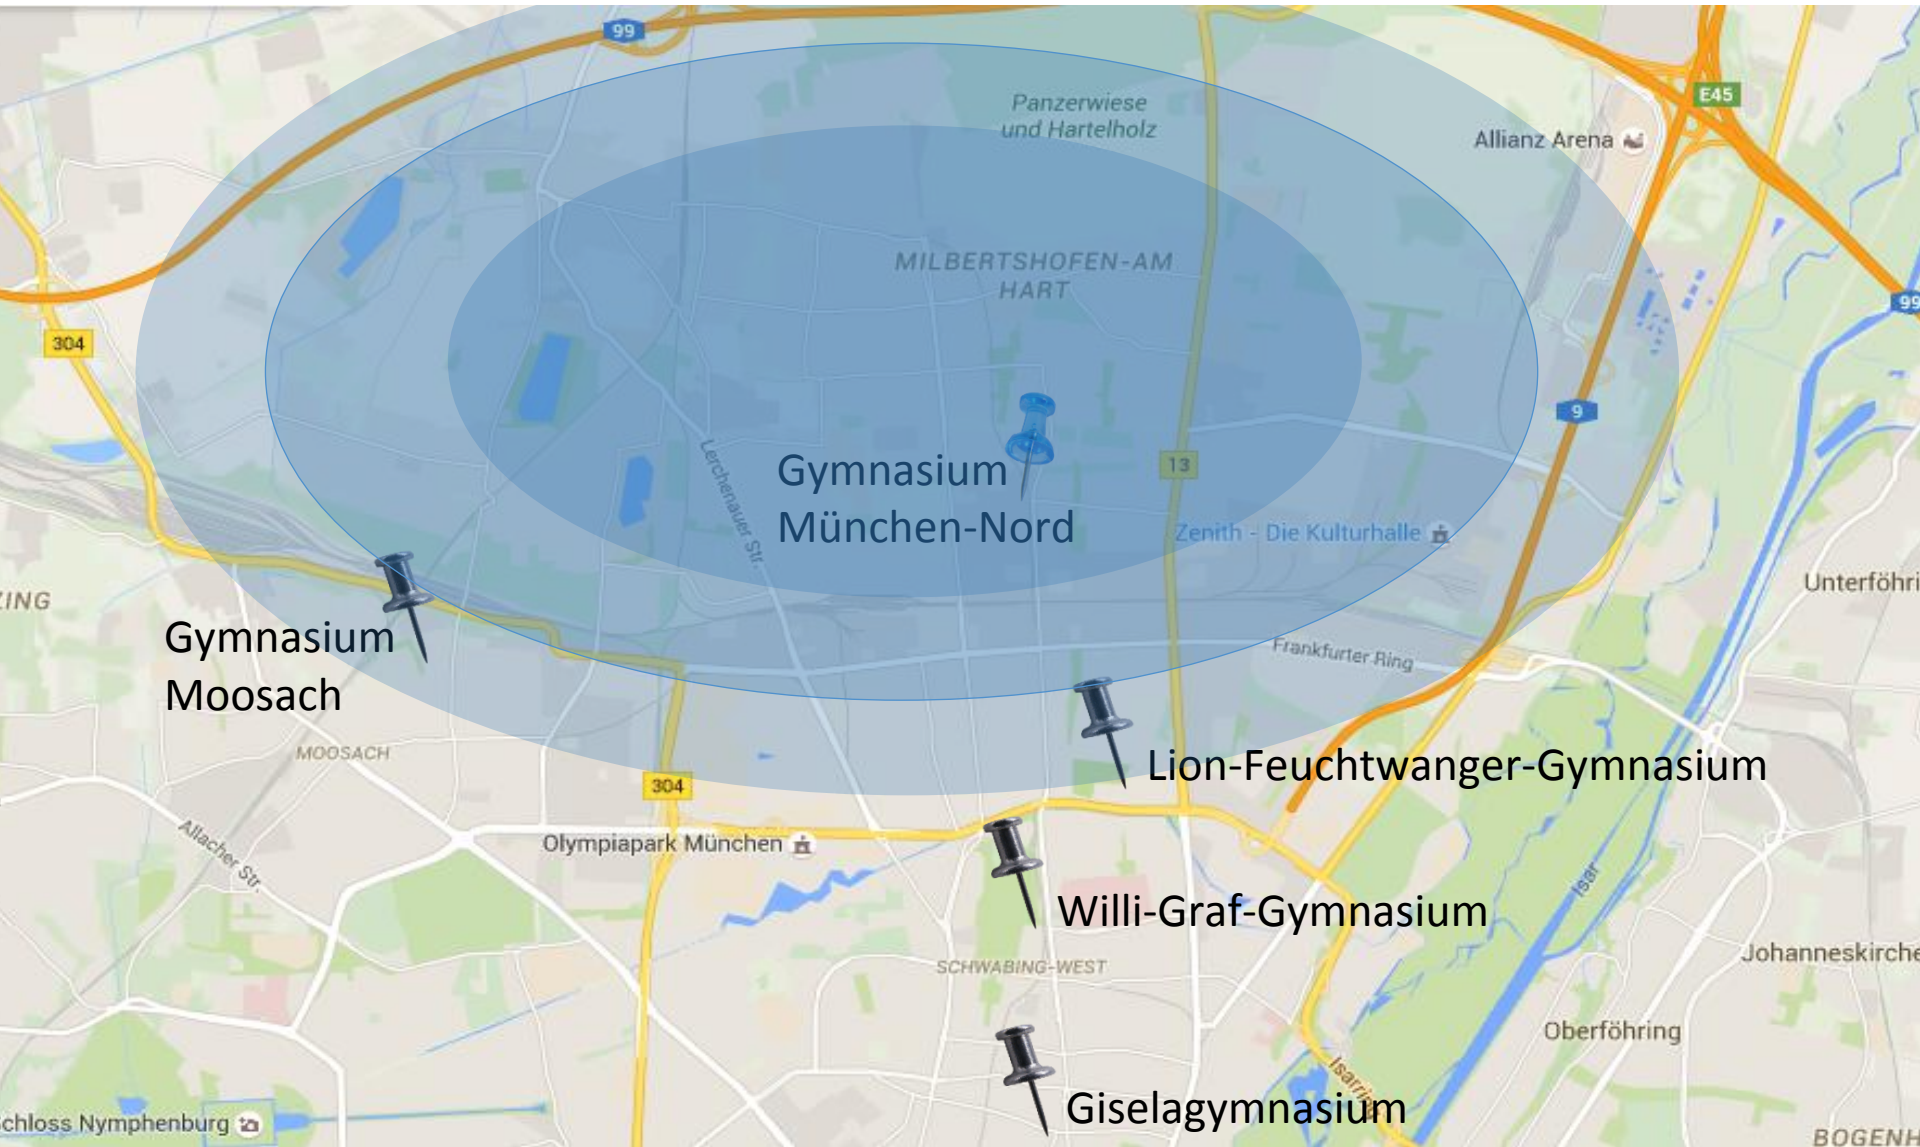 99
Panzerwiese
und Hartelholz
E45
Allianz Arena
MILBERTSHOFEN-AM
HART
99
304
9
Lerchenauer Str.
Gymnasium
München-Nord
13
Zenith - Die Kulturhalle
Unterföhri
ZING
Gymnasium
Moosach
Frankfurter Ring
MOOSACH
Lion-Feuchtwanger-Gymnasium
304
Allacher Str.
Olympiapark München
Isar
Willi-Graf-Gymnasium
SCHWABING-WEST
Johanneskirche
Oberföhring
Isarring
Giselagymnasium
chloss Nymphenburg
BOGENH